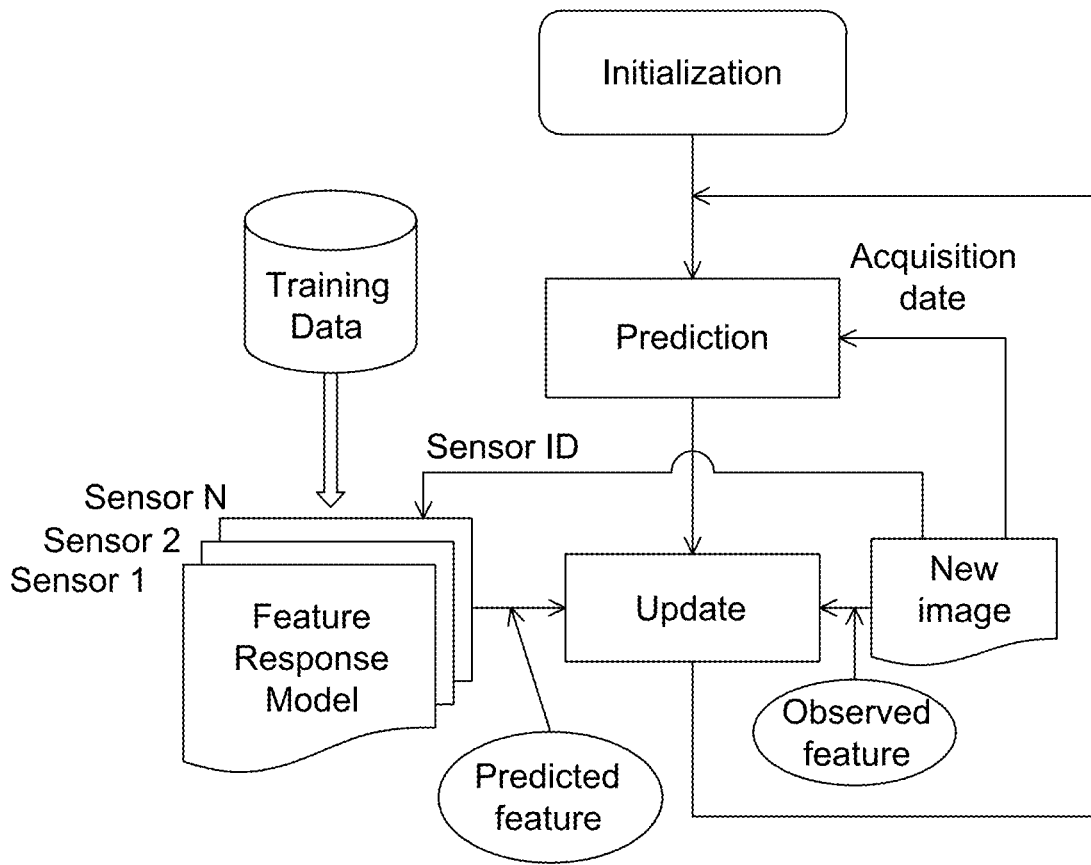 Initialization
Training
Data
Acquisition
date
Prediction
Sensor ID
Sensor N
Sensor 2
Sensor 1
Feature
Response
Model
Update
New
image
Predicted
feature
Observed
feature